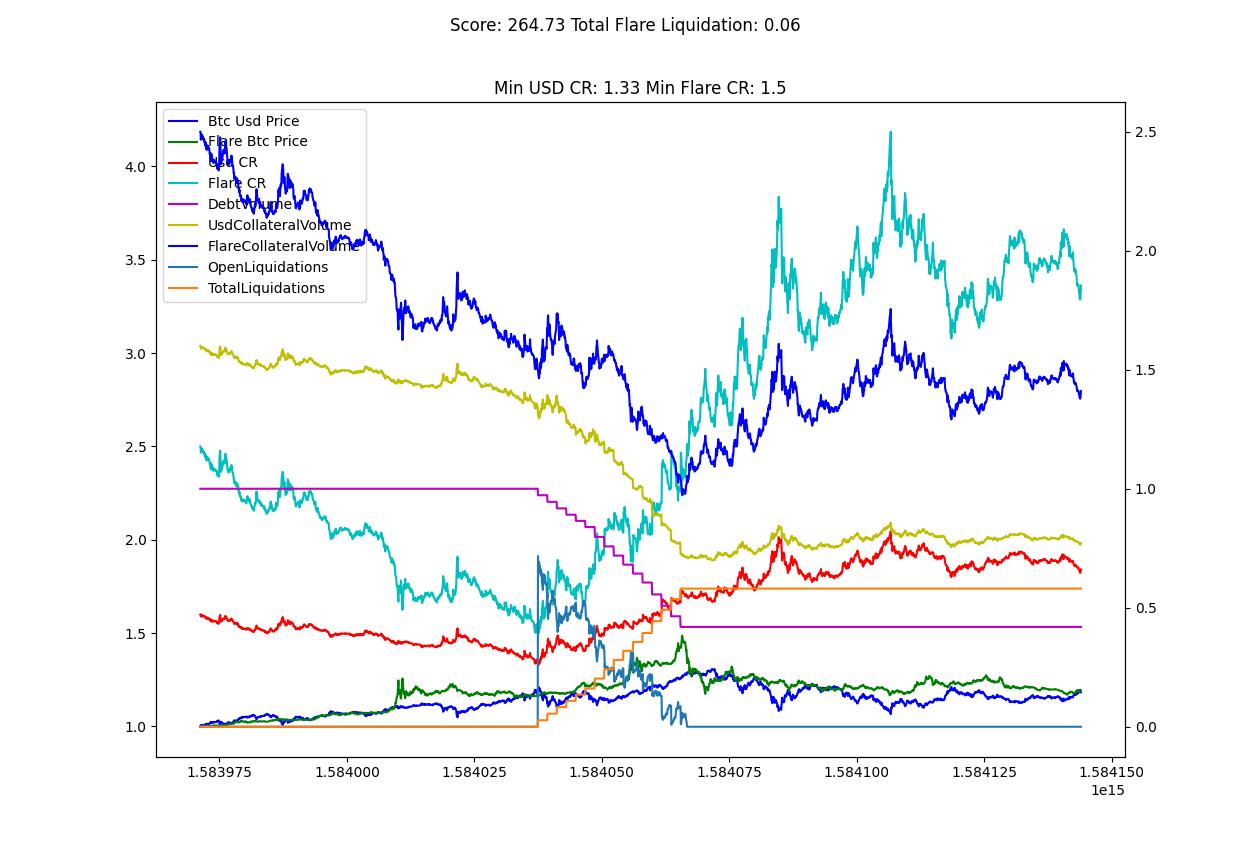 Score: 264.73 Total Flare Liquidation: 0.06
Min USD CR: 1.33 Min Flare CR: 1.5
Btc Usd Price
Flare Btc Price
Usd CR
Flare CR
DebtVolume
UsdCollateralVolume
FlareCollateralVolume
OpenLiquidations
TotalLiquidations
4.0
3.5
3.0
2.5
2.0
1.5
1.0
2.5
2.0
1.5
1.0
0.5
0.0
1.583975 1.584000 1.584025 1.584050 1.584075 1.584100 1.584125 1.584150
1e15